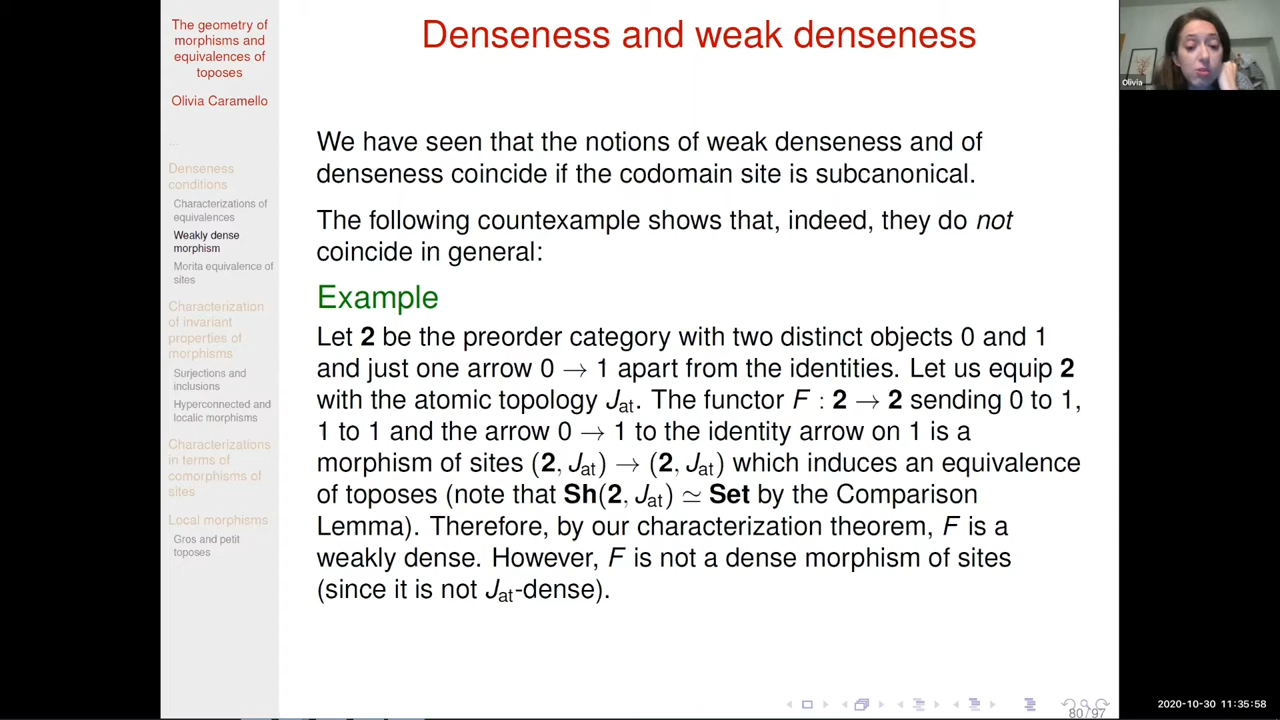 The geometry of
morphisms and
equivalences of
toposes
Olivia Caramello
...
Denseness
conditions
Characterizations of
equivalences
Weakly dense
morphism
Morita equivalence of
sites
Characterization
of invariant
properties of
morphisms
Surjections and
inclusions
Hyperconnected and
localic morphisms
Characterizations
in terms of
comorphisms of
sites
Local morphisms
Gros and petit
toposes
Denseness and weak denseness
We have seen that the notions of weak denseness and of
denseness coincide if the codomain site is subcanonical.
The following countexample shows that, indeed, they do not
coincide in general:
Example
Let 2 be the preorder category with two distinct objects 0 and 1
and just one arrow 0 → 1 apart from the identities. Let us equip 2
with the atomic topology J_at. The functor F : 2 → 2 sending 0 to 1,
1 to 1 and the arrow 0 → 1 to the identity arrow on 1 is a
morphism of sites (2, J_at) → (2, J_at) which induces an equivalence
of toposes (note that Sh(2, J_at) ≃ Set by the Comparison
Lemma). Therefore, by our characterization theorem, F is a
weakly dense. However, F is not a dense morphism of sites
(since it is not J_at-dense).
80 / 97
Olivia
2020-10-30 11:35:58